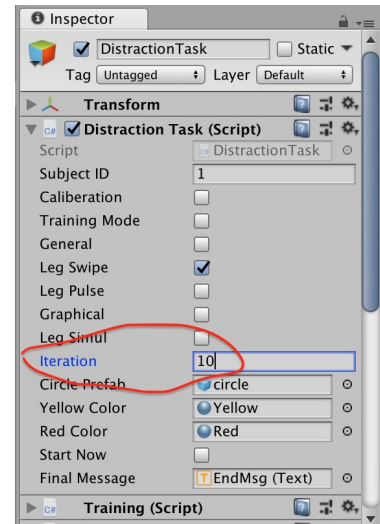 Inspector
DistractionTask Static
Tag Untagged Layer Default
Transform
C# Distraction Task (Script)
Script C# DistractionTask
Subject ID 1
Caliberation
Training Mode
General
Leg Swipe
Leg Pulse
Graphical
Leg Simul
Iteration 10
Circle Prefab circle
Yellow Color Yellow
Red Color Red
Start Now
Final Message T EndMsg (Text)
C# Training (Script)